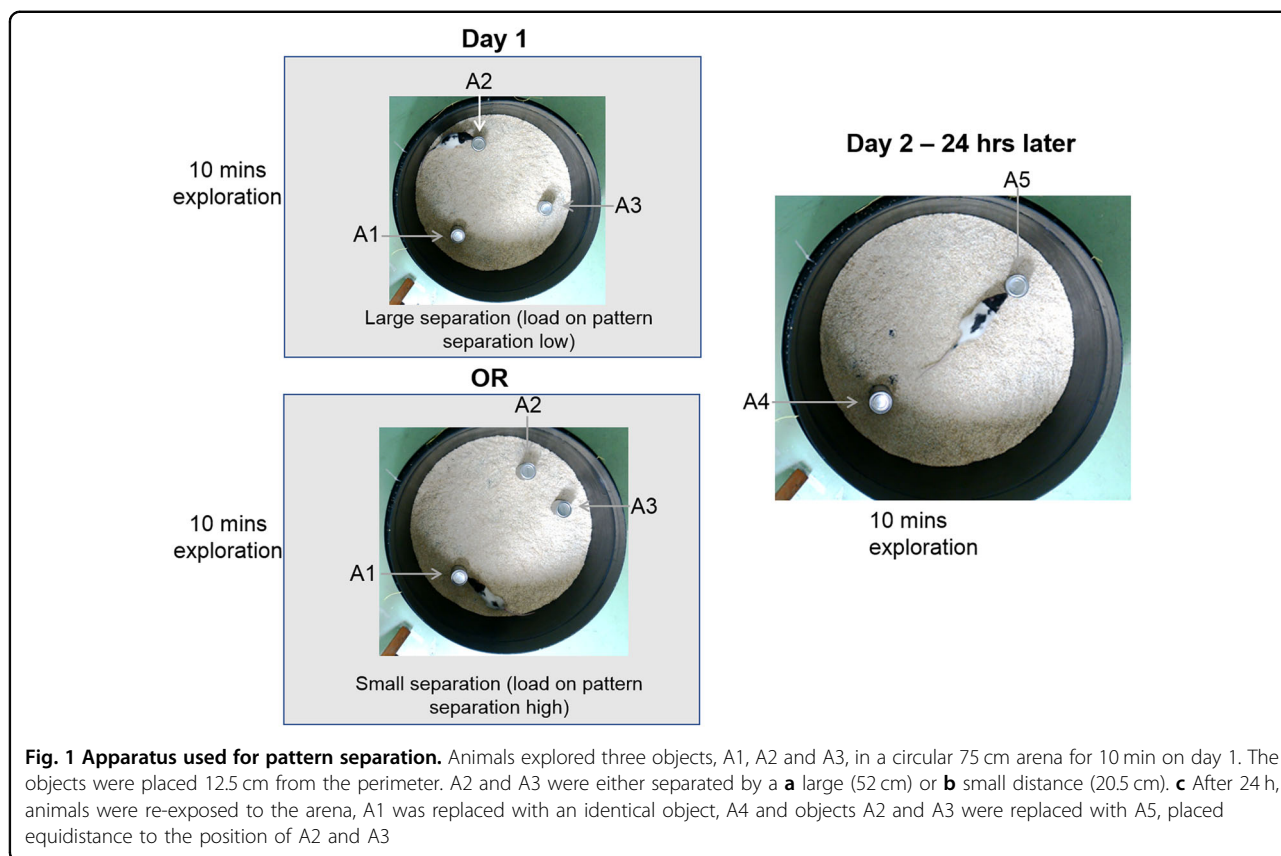 Day 1
A2
10 mins
exploration
A3
A1
Large separation (load on pattern
separation low)
OR
A2
10 mins
exploration
A3
A1
Small separation (load on pattern
separation high)
Day 2 – 24 hrs later
A5
A4
10 mins
exploration
Fig. 1 Apparatus used for pattern separation. Animals explored three objects, A1, A2 and A3, in a circular 75 cm arena for 10 min on day 1. The
objects were placed 12.5 cm from the perimeter. A2 and A3 were either separated by a a large (52 cm) or b small distance (20.5 cm). c After 24 h,
animals were re-exposed to the arena, A1 was replaced with an identical object, A4 and objects A2 and A3 were replaced with A5, placed
equidistance to the position of A2 and A3